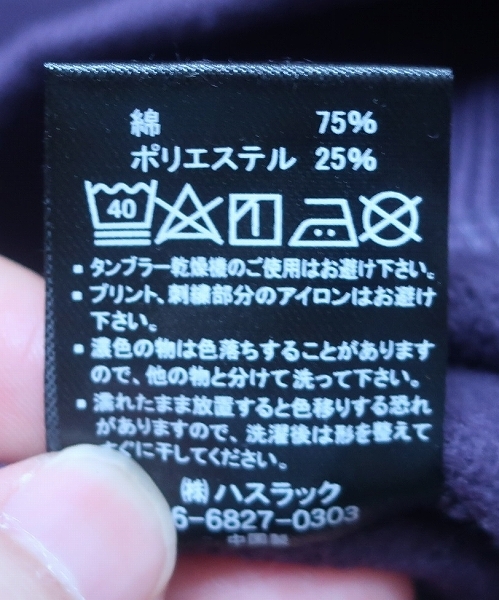 綿 75%
ポリエステル 25%
40
▪タンブラー乾燥機のご使用はお避け下さい。
▪プリント、刺繍部分のアイロンはお避け
下さい。
▪濃色の物は色落ちすることがあります
ので、他の物と分けて洗って下さい。
▪濡れたまま放置すると色移りする恐れ
がありますので、洗濯後は形を整えて
すぐに干してください。
㈱ ハスラック
6-6827-0303
中国製